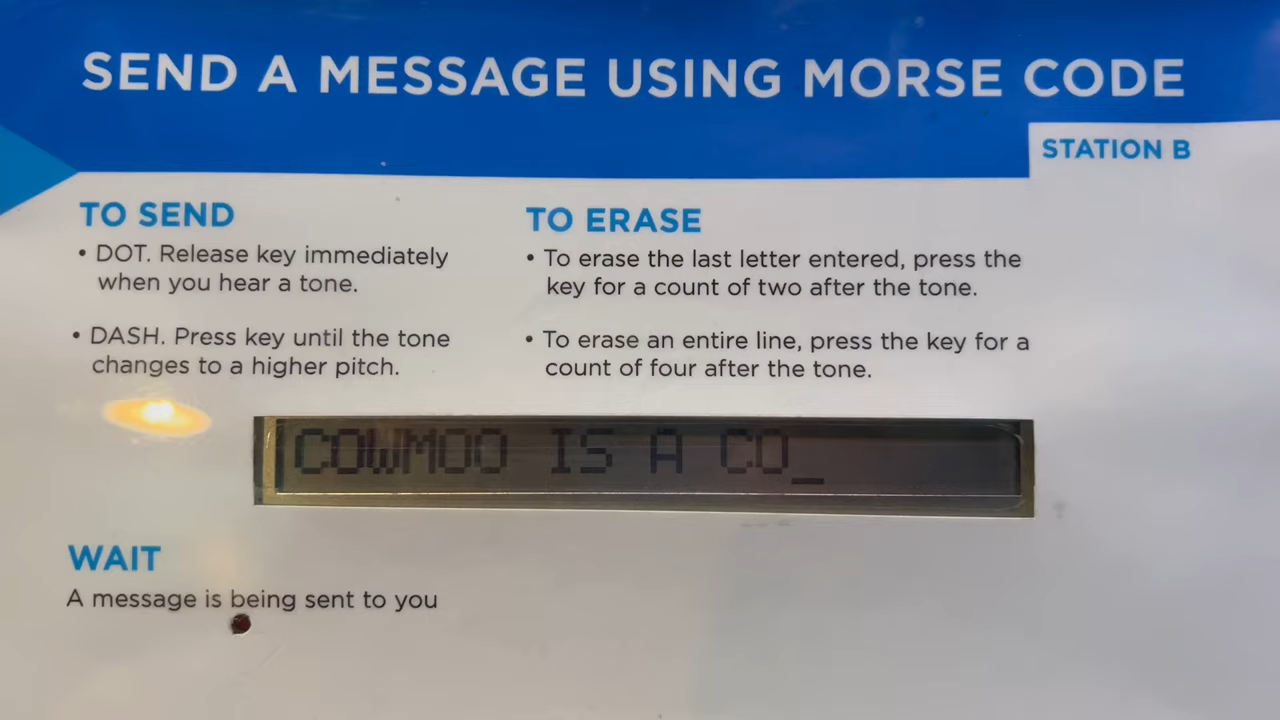 SEND A MESSAGE USING MORSE CODE
STATION B
TO SEND
• DOT. Release key immediately
when you hear a tone.
• DASH. Press key until the tone
changes to a higher pitch.
TO ERASE
• To erase the last letter entered, press the
key for a count of two after the tone.
• To erase an entire line, press the key for a
count of four after the tone.
COWMOO IS A CO_
WAIT
A message is being sent to you